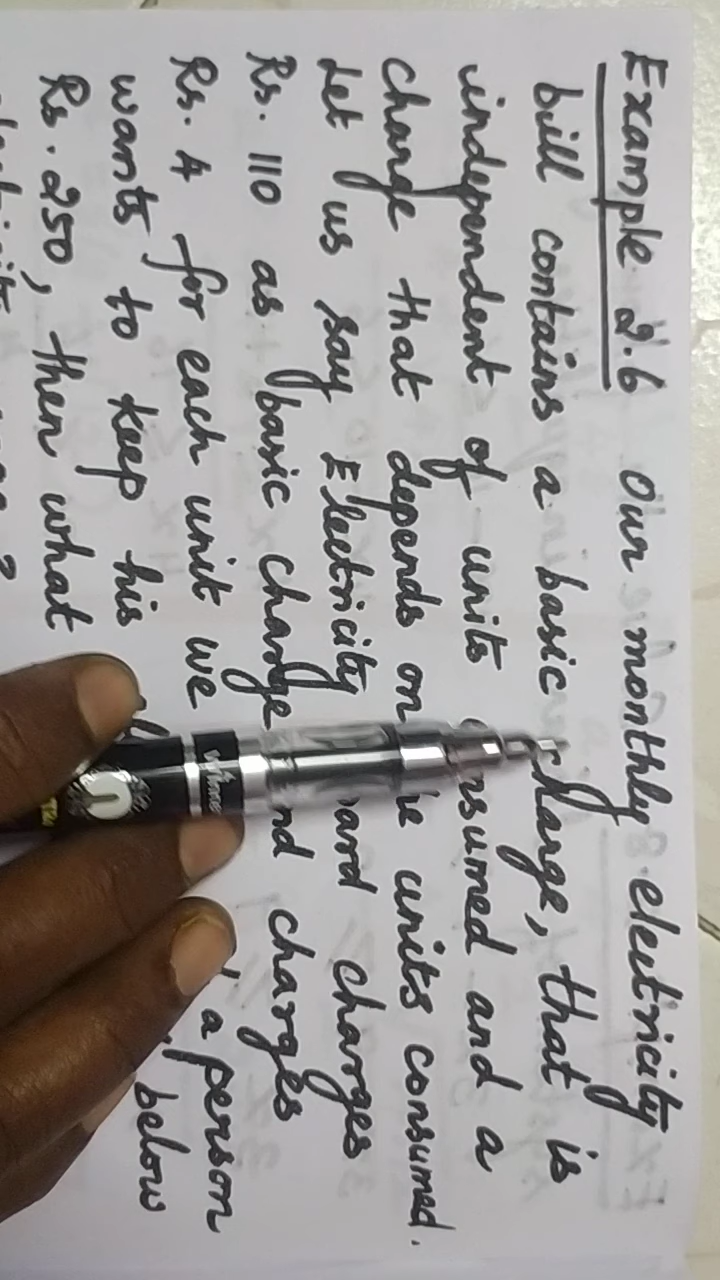 Example 2.6 Our monthly electricity
bill contains a basic charge, that is
independent of units consumed and a
charge that depends on the units consumed.
Let us say Electricity charges
Rs. 110 as basic charge and charges
Rs. 4 for each unit we a person
wants to keep his below
Rs. 250, then what